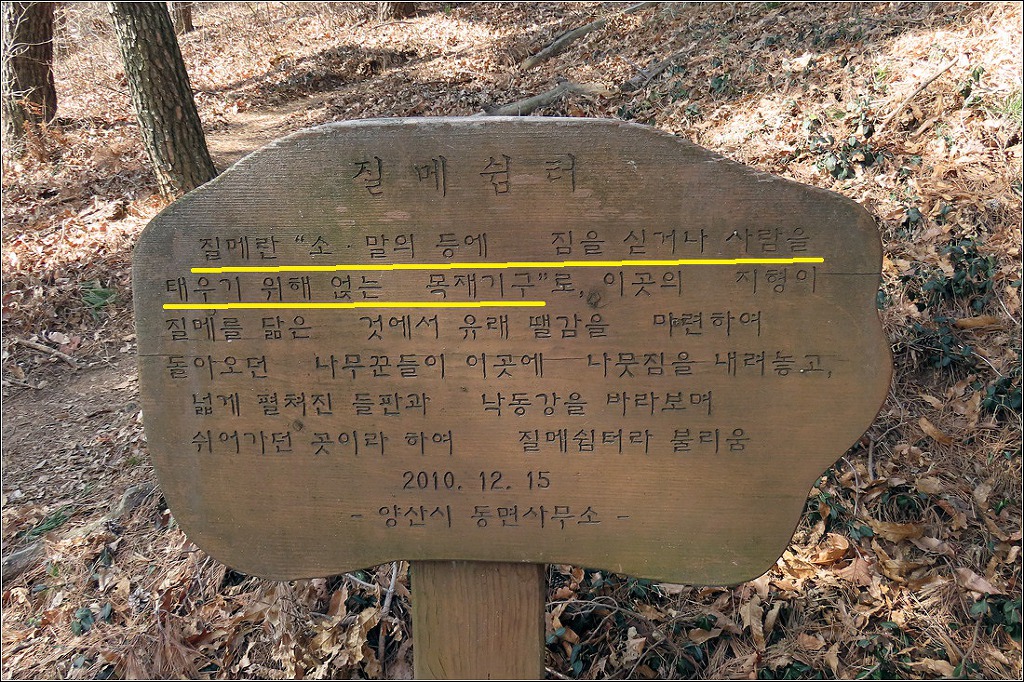 질메쉼터
질메란 "소 · 말의 등에 짐을 싣거나 사람을
태우기 위해 얹는 목재기구"로, 이곳의 지형이
질메를 닮은 것에서 유래 땔감을 마련하여
돌아오던 나무꾼들이 이곳에 나뭇짐을 내려놓고,
넓게 펼쳐진 들판과 낙동강을 바라보며
쉬어가던 곳이라 하여 질메쉼터라 불리움
2010. 12. 15
- 양산시 동면사무소 -